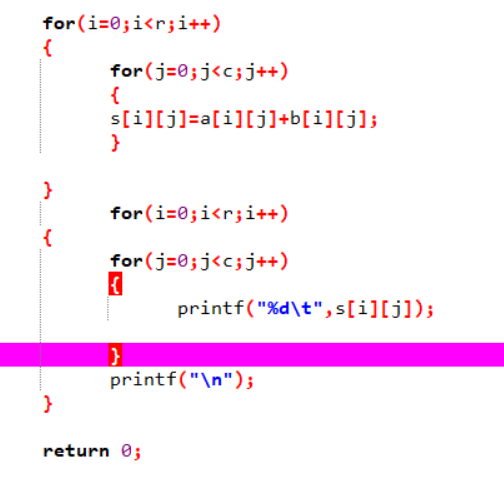 for(i=0;i<r;i++)
{
for(j=0;j<c;j++)
{
s[i][j]=a[i][j]+b[i][j];
}
}
for(i=0;i<r;i++)
{
for(j=0;j<c;j++)
{
printf("%d\t",s[i][j]);
}
printf("\n");
}
return 0;